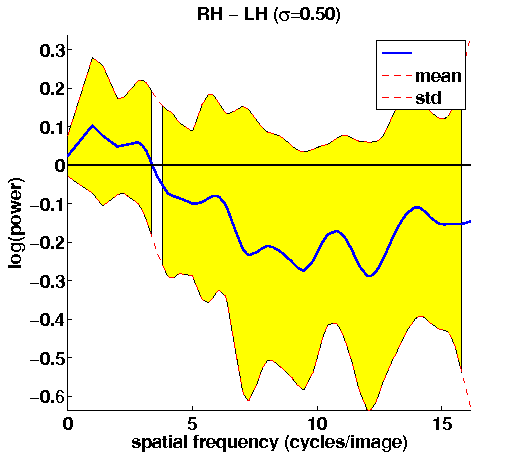 RH − LH (σ=0.50)
mean
std
0.3
0.2
0.1
0
−0.1
−0.2
−0.3
−0.4
−0.5
−0.6
log(power)
0 5 10 15
spatial frequency (cycles/image)